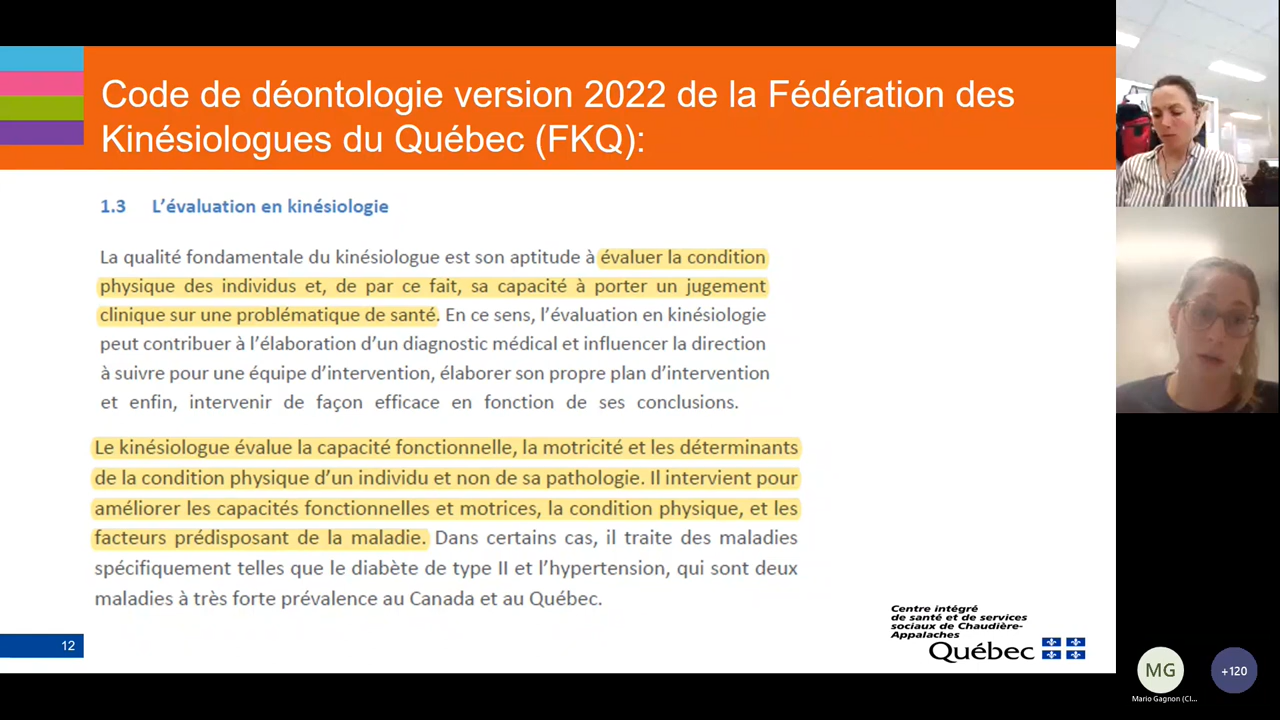 Code de déontologie version 2022 de la Fédération des
Kinésiologues du Québec (FKQ):
1.3 L'évaluation en kinésiologie
La qualité fondamentale du kinésiologue est son aptitude à évaluer la condition
physique des individus et, de par ce fait, sa capacité à porter un jugement
clinique sur une problématique de santé. En ce sens, l'évaluation en kinésiologie
peut contribuer à l'élaboration d'un diagnostic médical et influencer la direction
à suivre pour une équipe d'intervention, élaborer son propre plan d'intervention
et enfin, intervenir de façon efficace en fonction de ses conclusions.
Le kinésiologue évalue la capacité fonctionnelle, la motricité et les déterminants
de la condition physique d'un individu et non de sa pathologie. Il intervient pour
améliorer les capacités fonctionnelles et motrices, la condition physique, et les
facteurs prédisposant de la maladie. Dans certains cas, il traite des maladies
spécifiquement telles que le diabète de type II et l'hypertension, qui sont deux
maladies à très forte prévalence au Canada et au Québec.
12
Centre intégré
de santé et de services
sociaux de Chaudière-
Appalaches
Québec
MG
+120
Mario Gagnon (CI...